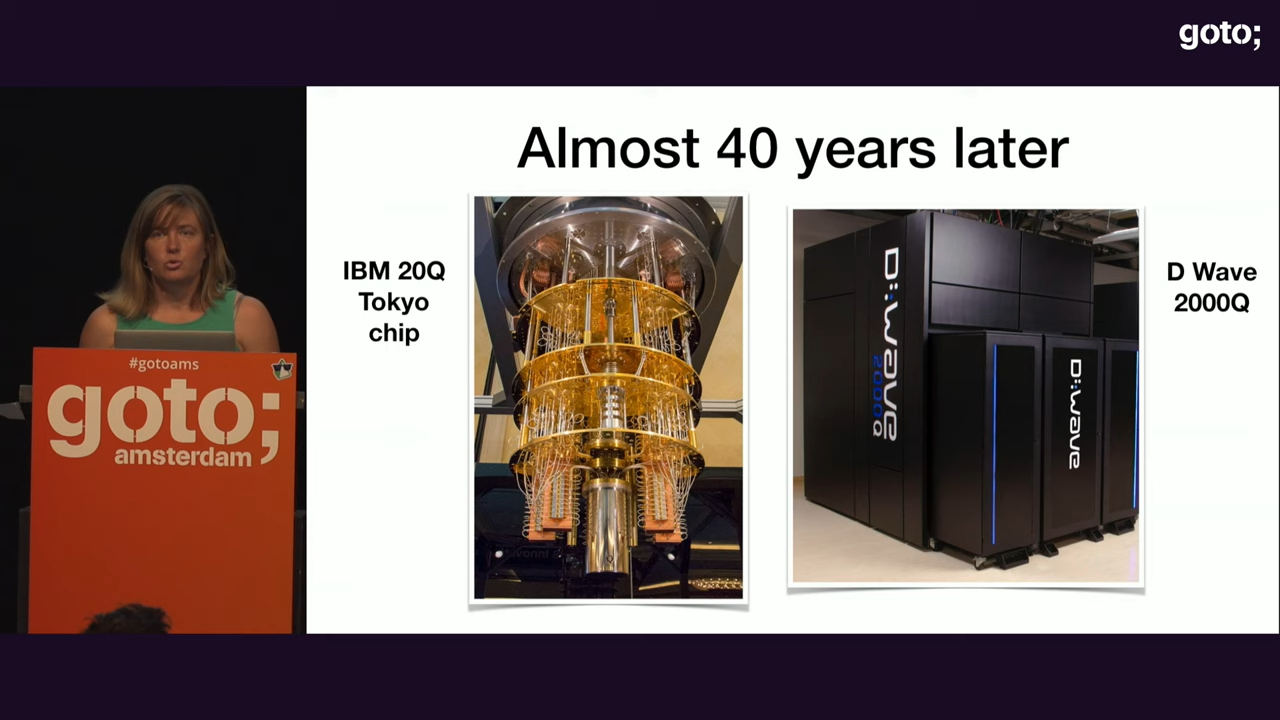 goto;
Almost 40 years later
IBM 20Q
Tokyo
chip
D:wave
2000Q
D:wave
D Wave
2000Q
#gotoams
goto;
amsterdam